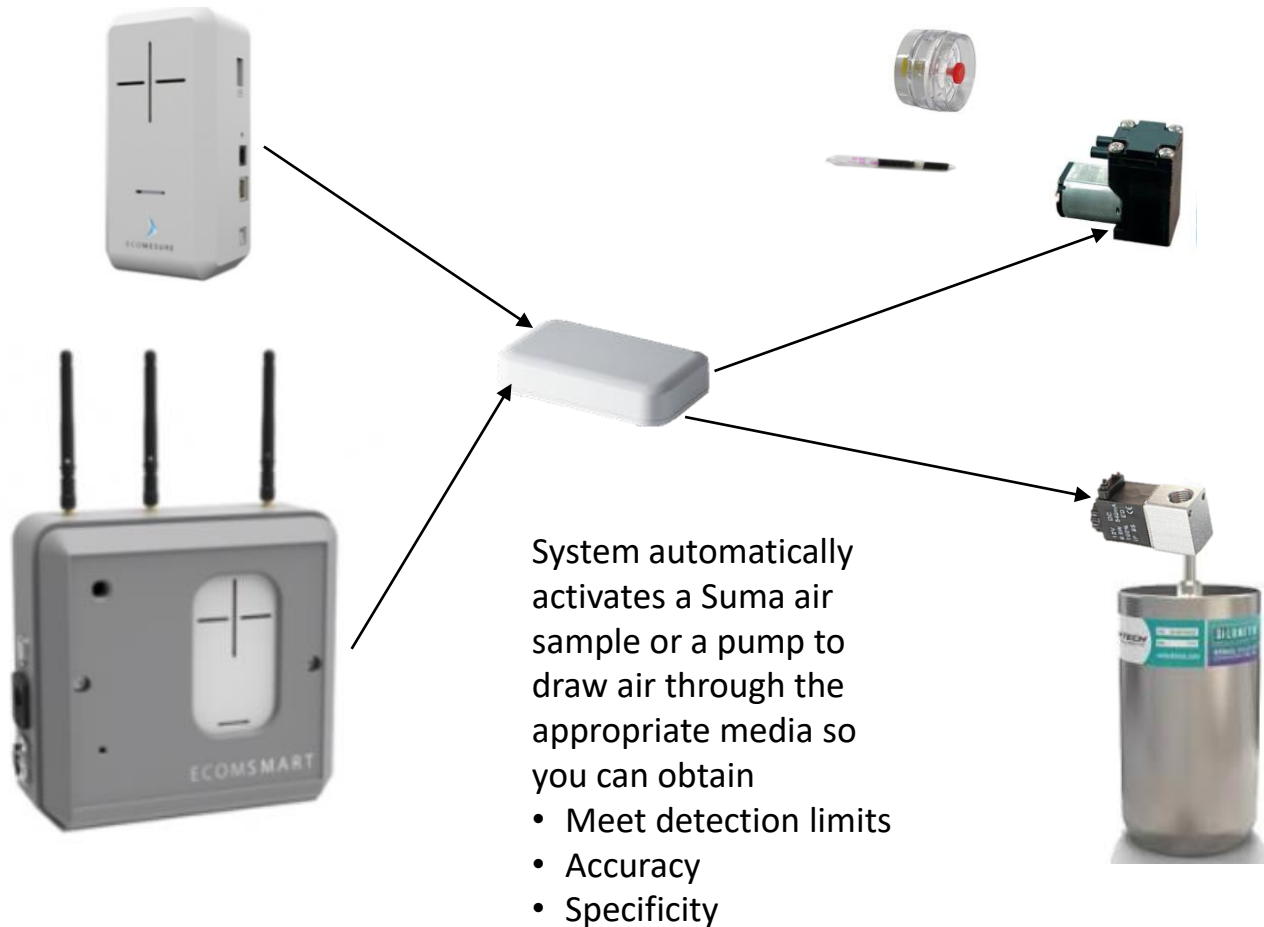 ECOMESURE
ECOMSMART
System automatically
activates a Suma air
sample or a pump to
draw air through the
appropriate media so
you can obtain
• Meet detection limits
• Accuracy
• Specificity